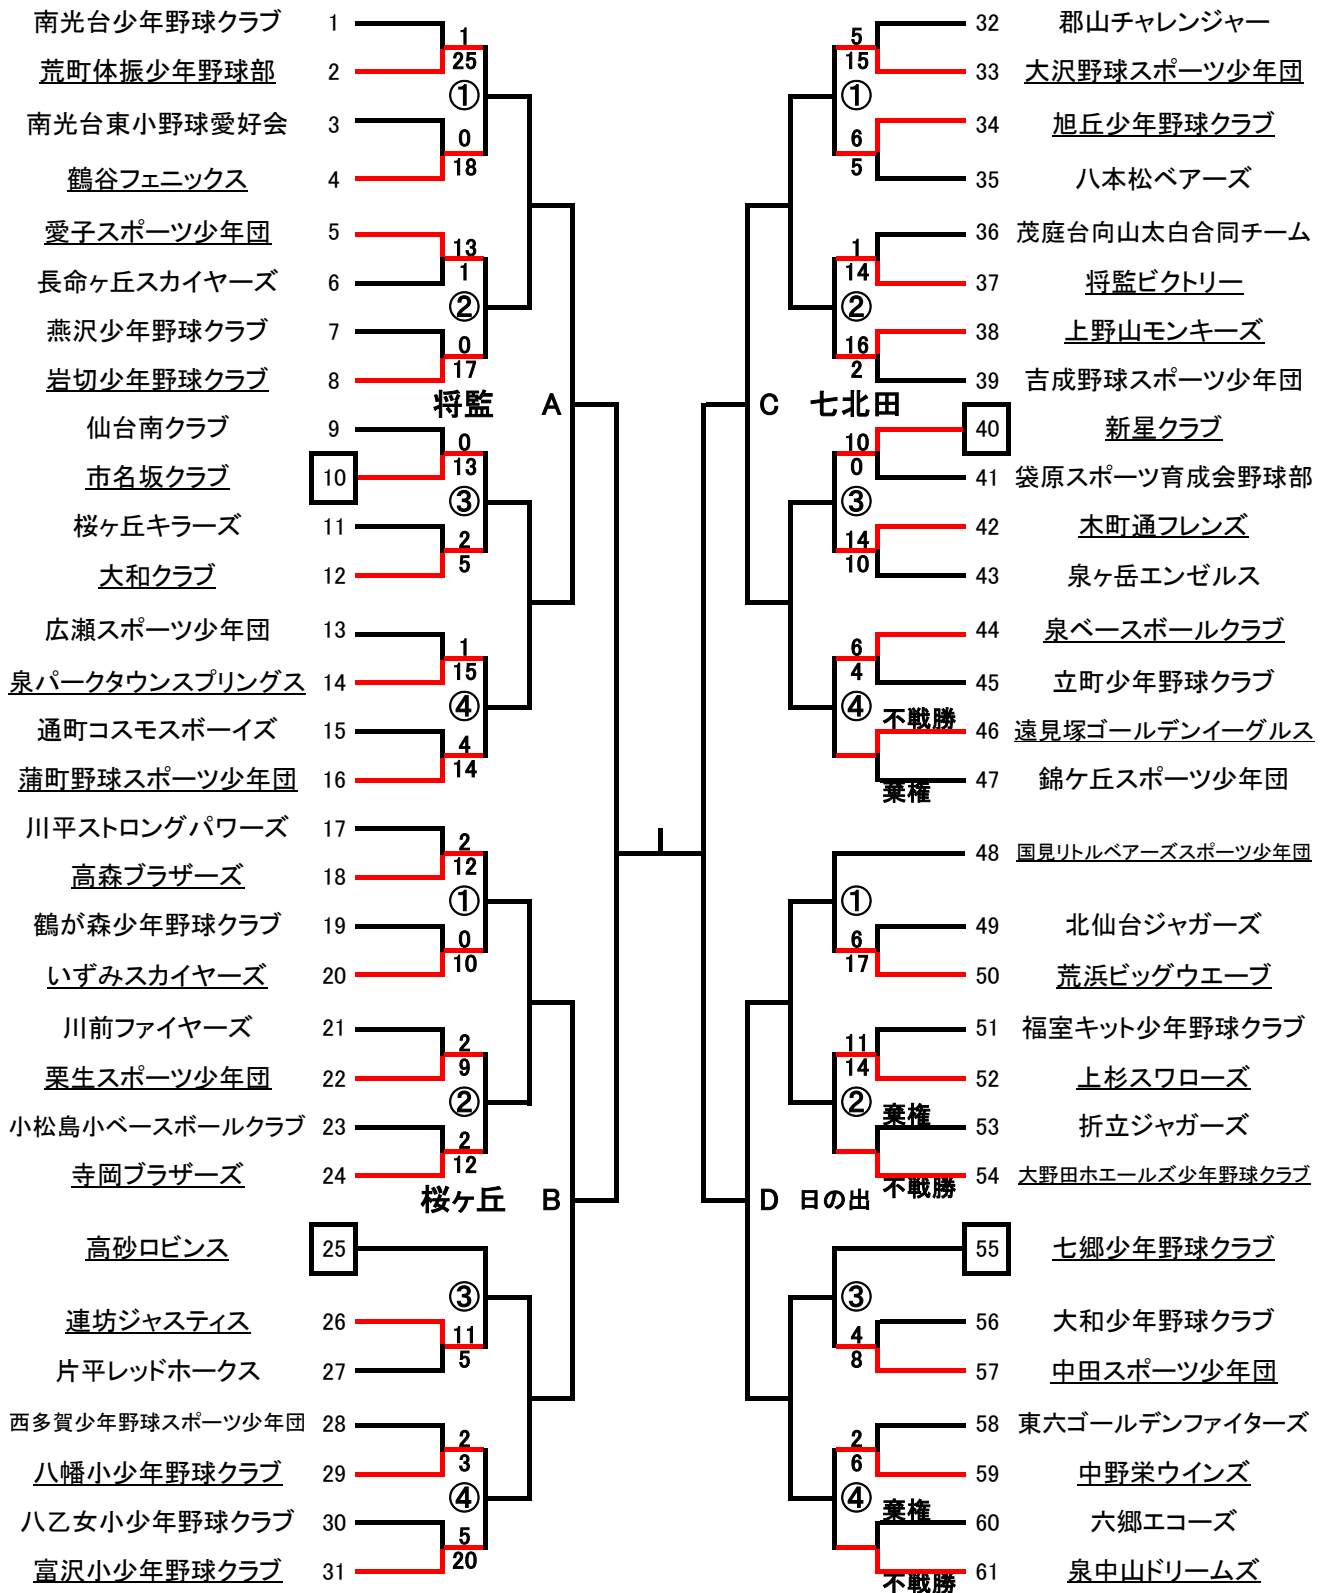 南光台少年野球クラブ 1
1
荒町体振少年野球部 2
25
①
南光台東小野球愛好会 3
0
鶴谷フェニックス 4
18
愛子スポーツ少年団 5
13
長命ヶ丘スカイヤーズ 6
1
②
燕沢少年野球クラブ 7
0
岩切少年野球クラブ 8
17
将監 A
仙台南クラブ 9
0
市名坂クラブ 10
13
③
桜ヶ丘キラーズ 11
2
大和クラブ 12
5
広瀬スポーツ少年団 13
1
泉パークタウンスプリングス 14
15
④
通町コスモスボーイズ 15
4
蒲町野球スポーツ少年団 16
14
川平ストロングパワーズ 17
2
高森ブラザーズ 18
12
①
鶴が森少年野球クラブ 19
0
いずみスカイヤーズ 20
10
川前ファイヤーズ 21
2
栗生スポーツ少年団 22
9
②
小松島小ベースボールクラブ 23
2
寺岡ブラザーズ 24
12
桜ヶ丘 B
高砂ロビンス 25
③
連坊ジャスティス 26
11
片平レッドホークス 27
5
西多賀少年野球スポーツ少年団 28
2
八幡小少年野球クラブ 29
3
④
八乙女小少年野球クラブ 30
5
富沢小少年野球クラブ 31
20
32 郡山チャレンジャー
5
33 大沢野球スポーツ少年団
15
①
34 旭丘少年野球クラブ
6
35 八本松ベアーズ
5
36 茂庭台向山太白合同チーム
1
37 将監ビクトリー
14
②
38 上野山モンキーズ
16
39 吉成野球スポーツ少年団
2
C 七北田
40 新星クラブ
10
41 袋原スポーツ育成会野球部
0
③
42 木町通フレンズ
14
43 泉ヶ岳エンゼルス
10
44 泉ベースボールクラブ
6
45 立町少年野球クラブ
4
④
不戦勝
46 遠見塚ゴールデンイーグルス
47 錦ケ丘スポーツ少年団
棄権
48 国見リトルベアーズスポーツ少年団
①
49 北仙台ジャガーズ
6
50 荒浜ビッグウエーブ
17
51 福室キット少年野球クラブ
11
52 上杉スワローズ
14
②
棄権
53 折立ジャガーズ
54 大野田ホエールズ少年野球クラブ
不戦勝
D 日の出
55 七郷少年野球クラブ
③
56 大和少年野球クラブ
4
57 中田スポーツ少年団
8
58 東六ゴールデンファイターズ
2
59 中野栄ウインズ
6
④
棄権
60 六郷エコーズ
61 泉中山ドリームズ
不戦勝